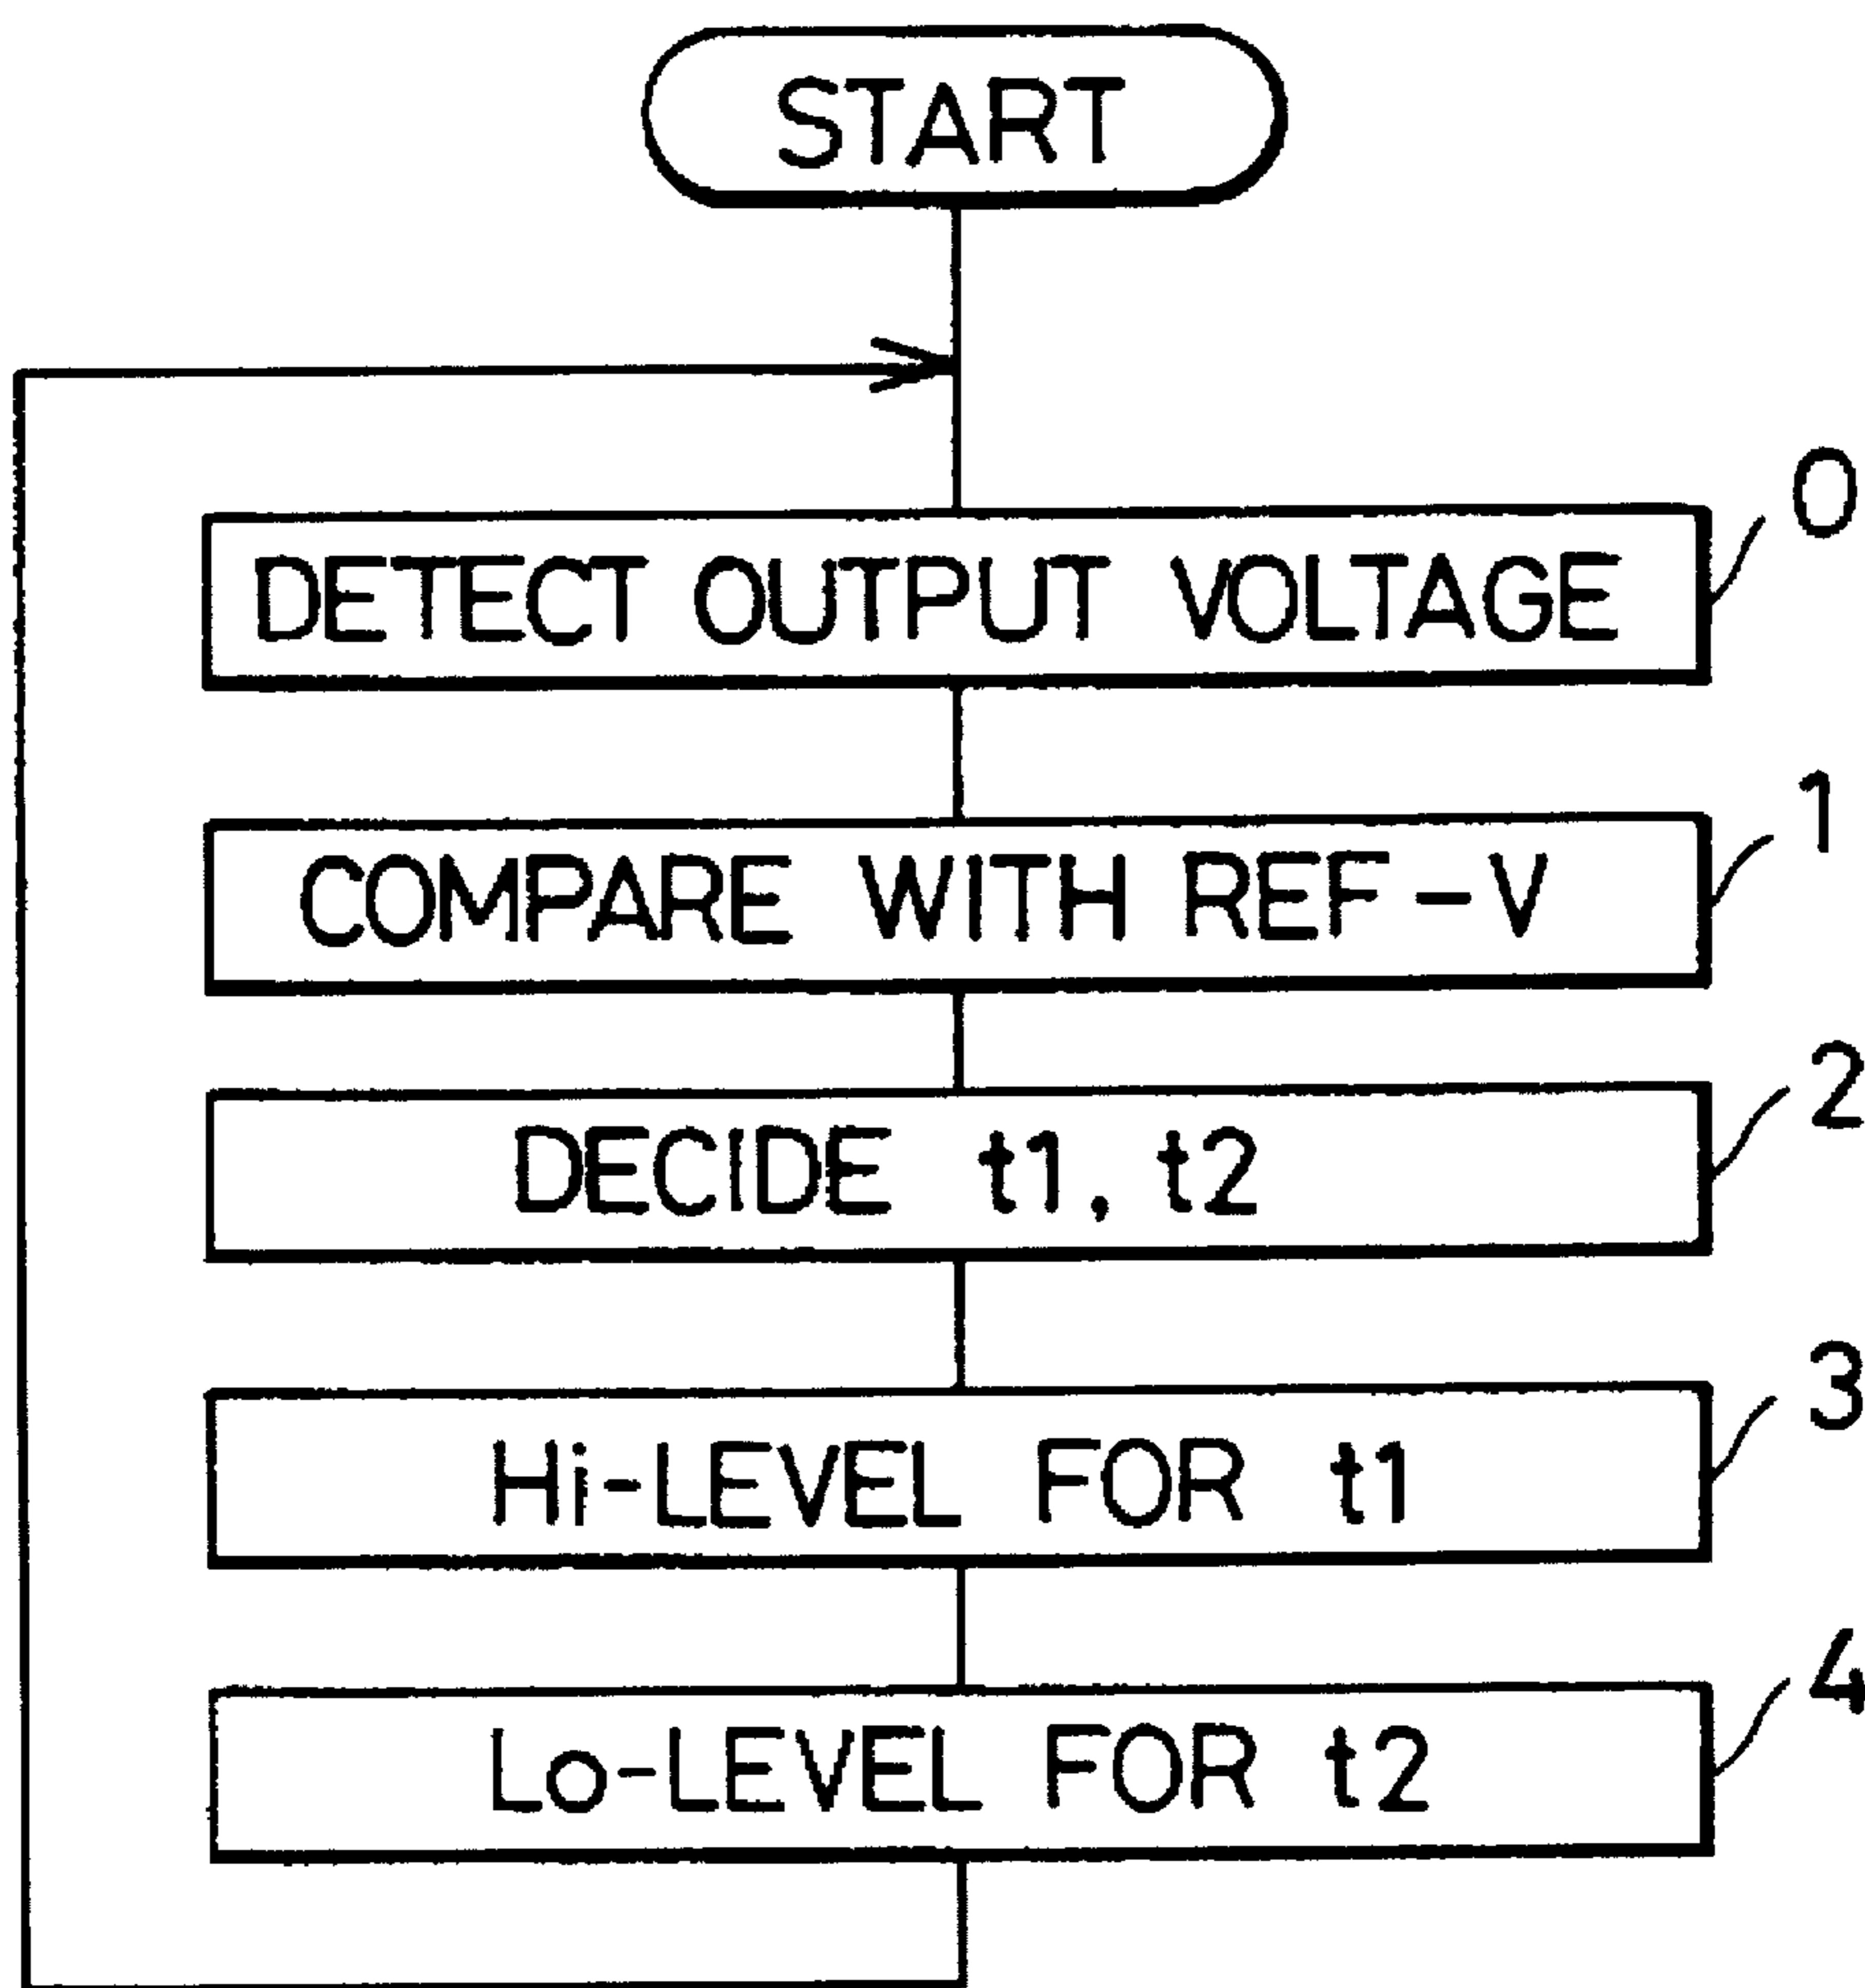 START
0
DETECT OUTPUT VOLTAGE
1
COMPARE WITH REF-V
2
DECIDE t1, t2
3
Hi-LEVEL FOR t1
4
Lo-LEVEL FOR t2